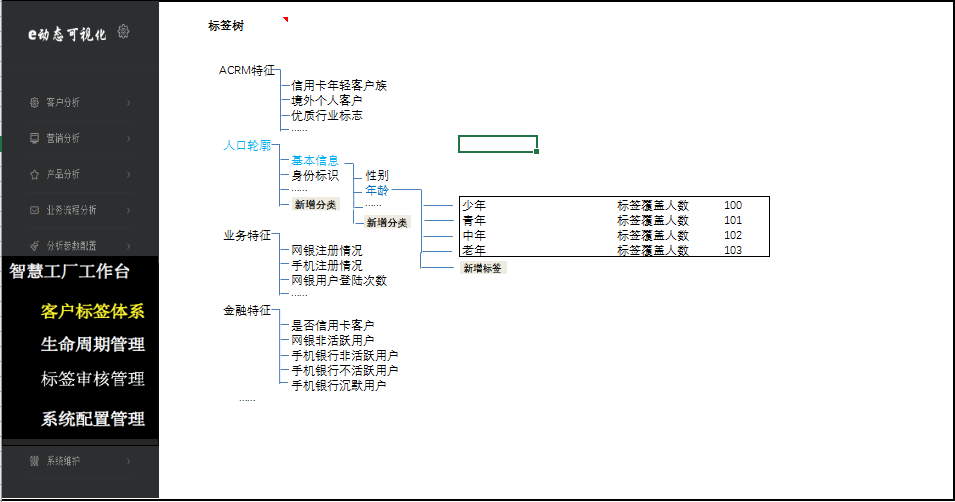 e动态可视化
客户分析
营销分析
产品分析
业务流程分析
分析参数配置
智慧工厂工作台
客户标签体系
生命周期管理
标签审核管理
系统配置管理
系统维护
标签树
ACRM特征
信用卡年轻客户族
境外个人客户
优质行业标志
......
人口轮廓
基本信息
身份标识
......
新增分类
性别
年龄
......
新增分类
少年 标签覆盖人数 100
青年 标签覆盖人数 101
中年 标签覆盖人数 102
老年 标签覆盖人数 103
新增标签
业务特征
网银注册情况
手机注册情况
网银用户登陆次数
......
金融特征
是否信用卡客户
网银非活跃用户
手机银行非活跃用户
手机银行不活跃用户
手机银行沉默用户
......